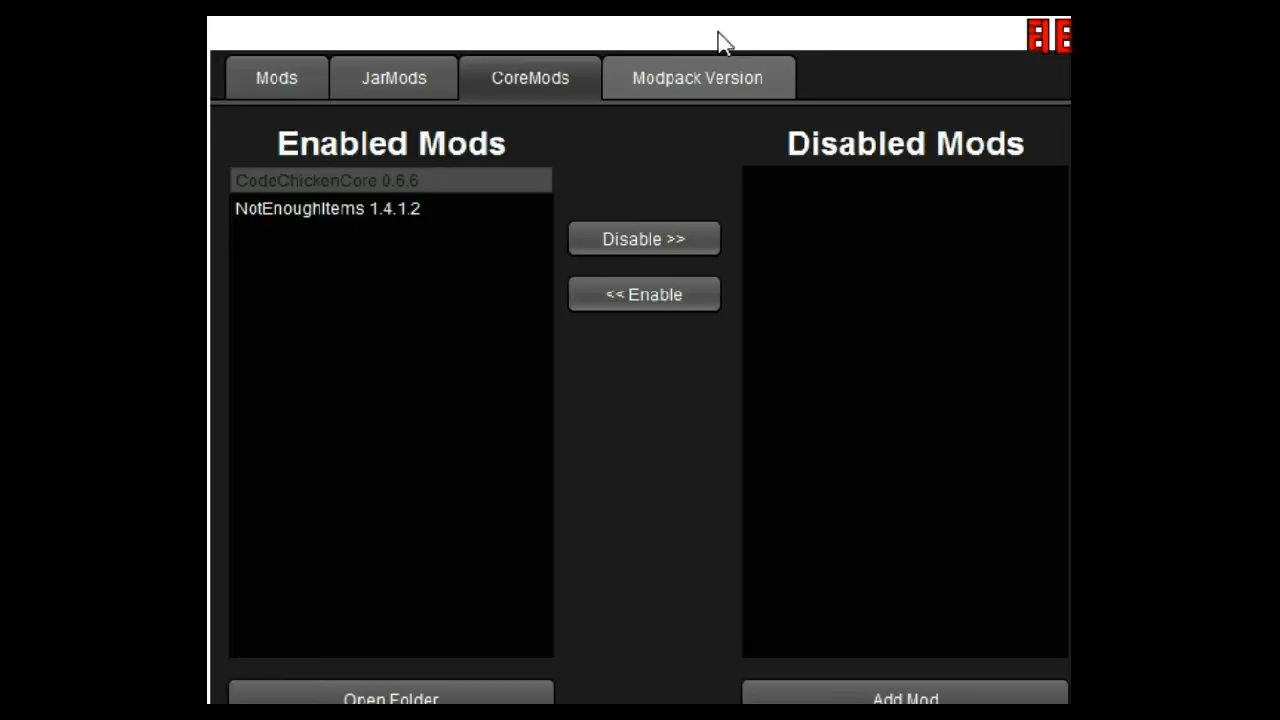 Mods JarMods CoreMods Modpack Version
Enabled Mods
Disabled Mods
CodeChickenCore 0.6.6
NotEnoughItems 1.4.1.2
Disable >>
<< Enable
Open Folder
Add Mod